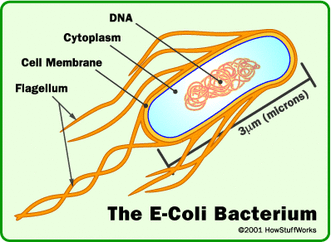 DNA
Cytoplasm
Cell Membrane
Flagellum
3µm (microns)
The E-Coli Bacterium
©2001 HowStuffWorks